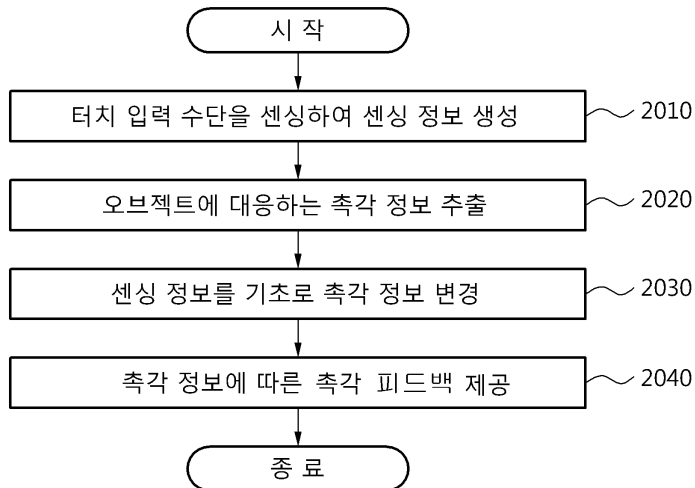 시 작
터치 입력 수단을 센싱하여 센싱 정보 생성 2010
오브젝트에 대응하는 촉각 정보 추출 2020
센싱 정보를 기초로 촉각 정보 변경 2030
촉각 정보에 따른 촉각 피드백 제공 2040
종 료